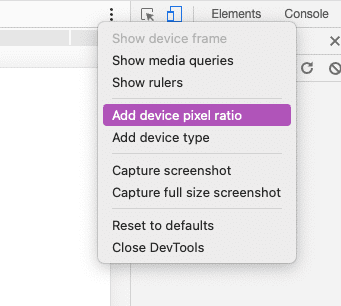 Elements Console
Show device frame
Show media queries
Show rulers
Add device pixel ratio
Add device type
Capture screenshot
Capture full size screenshot
Reset to defaults
Close DevTools